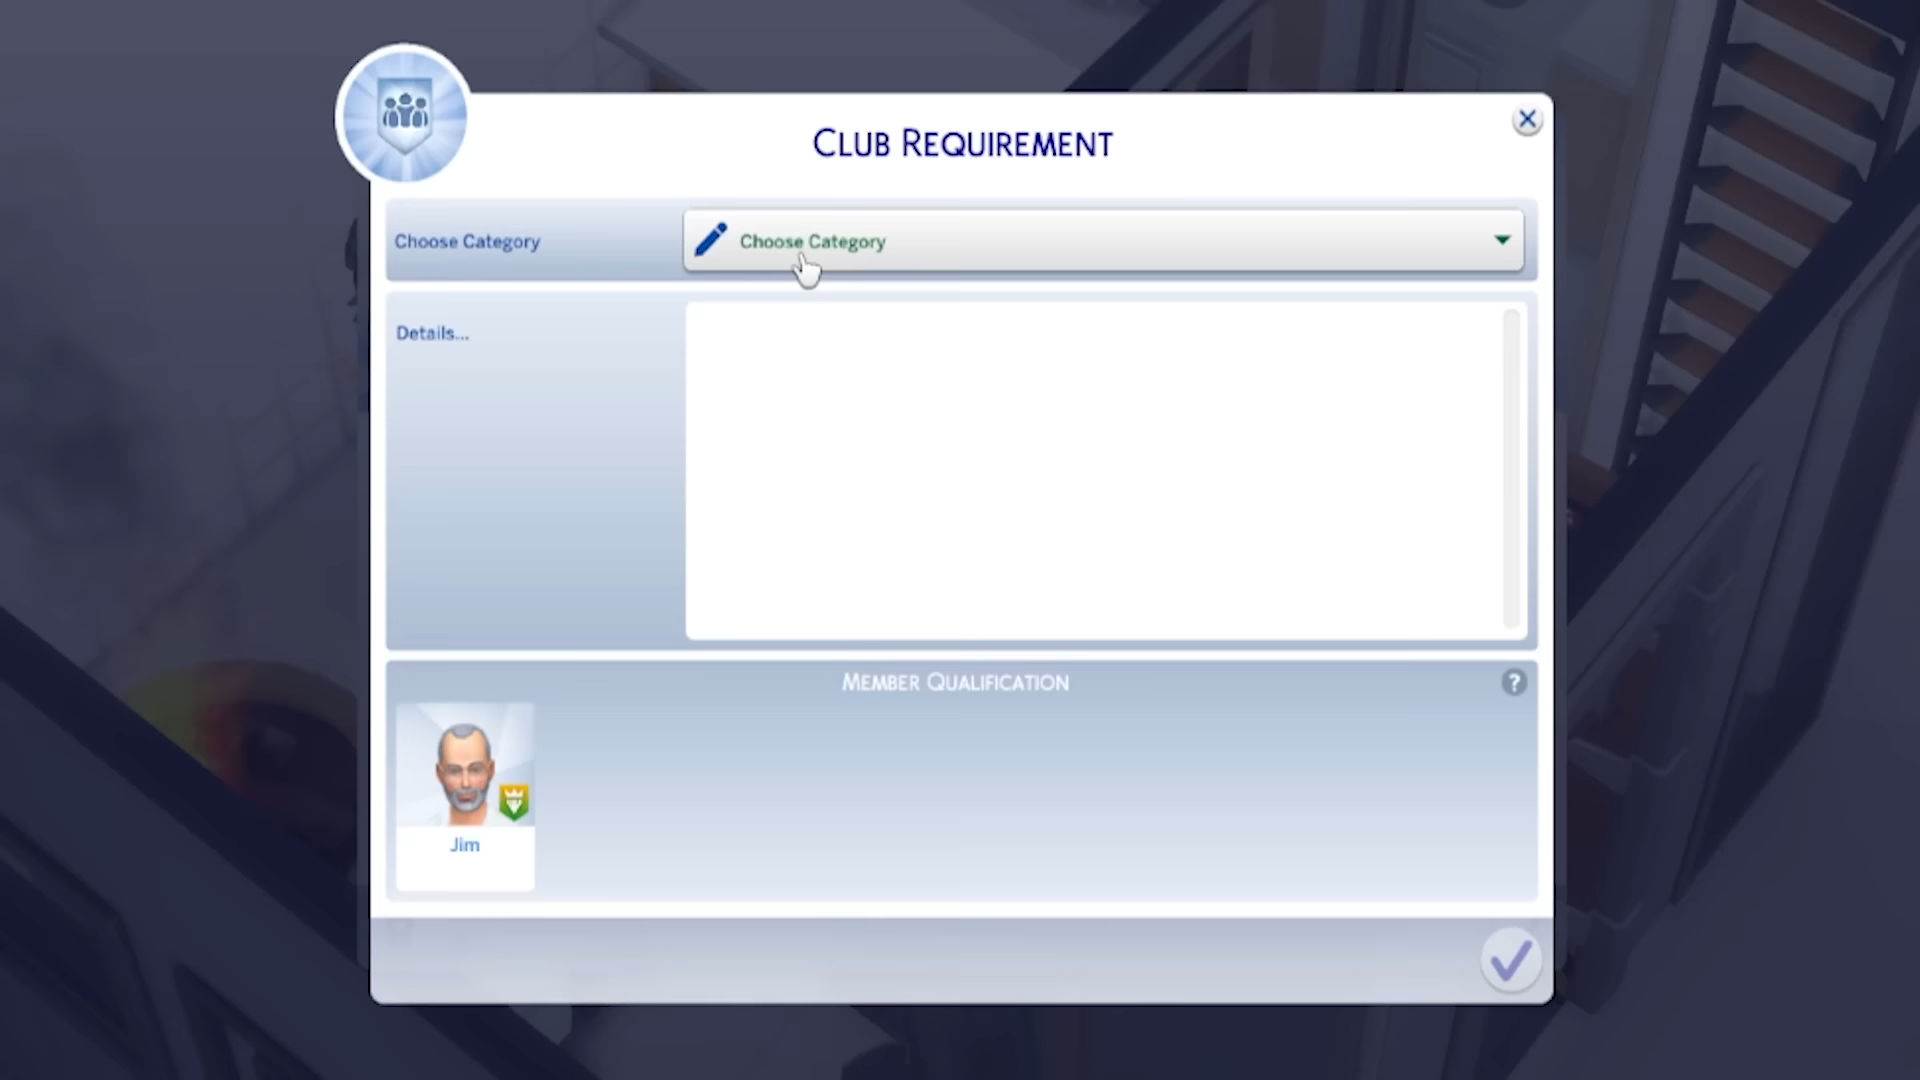 Club Requirement
Choose Category
Choose Category
Details...
Member Qualification
?
Jim